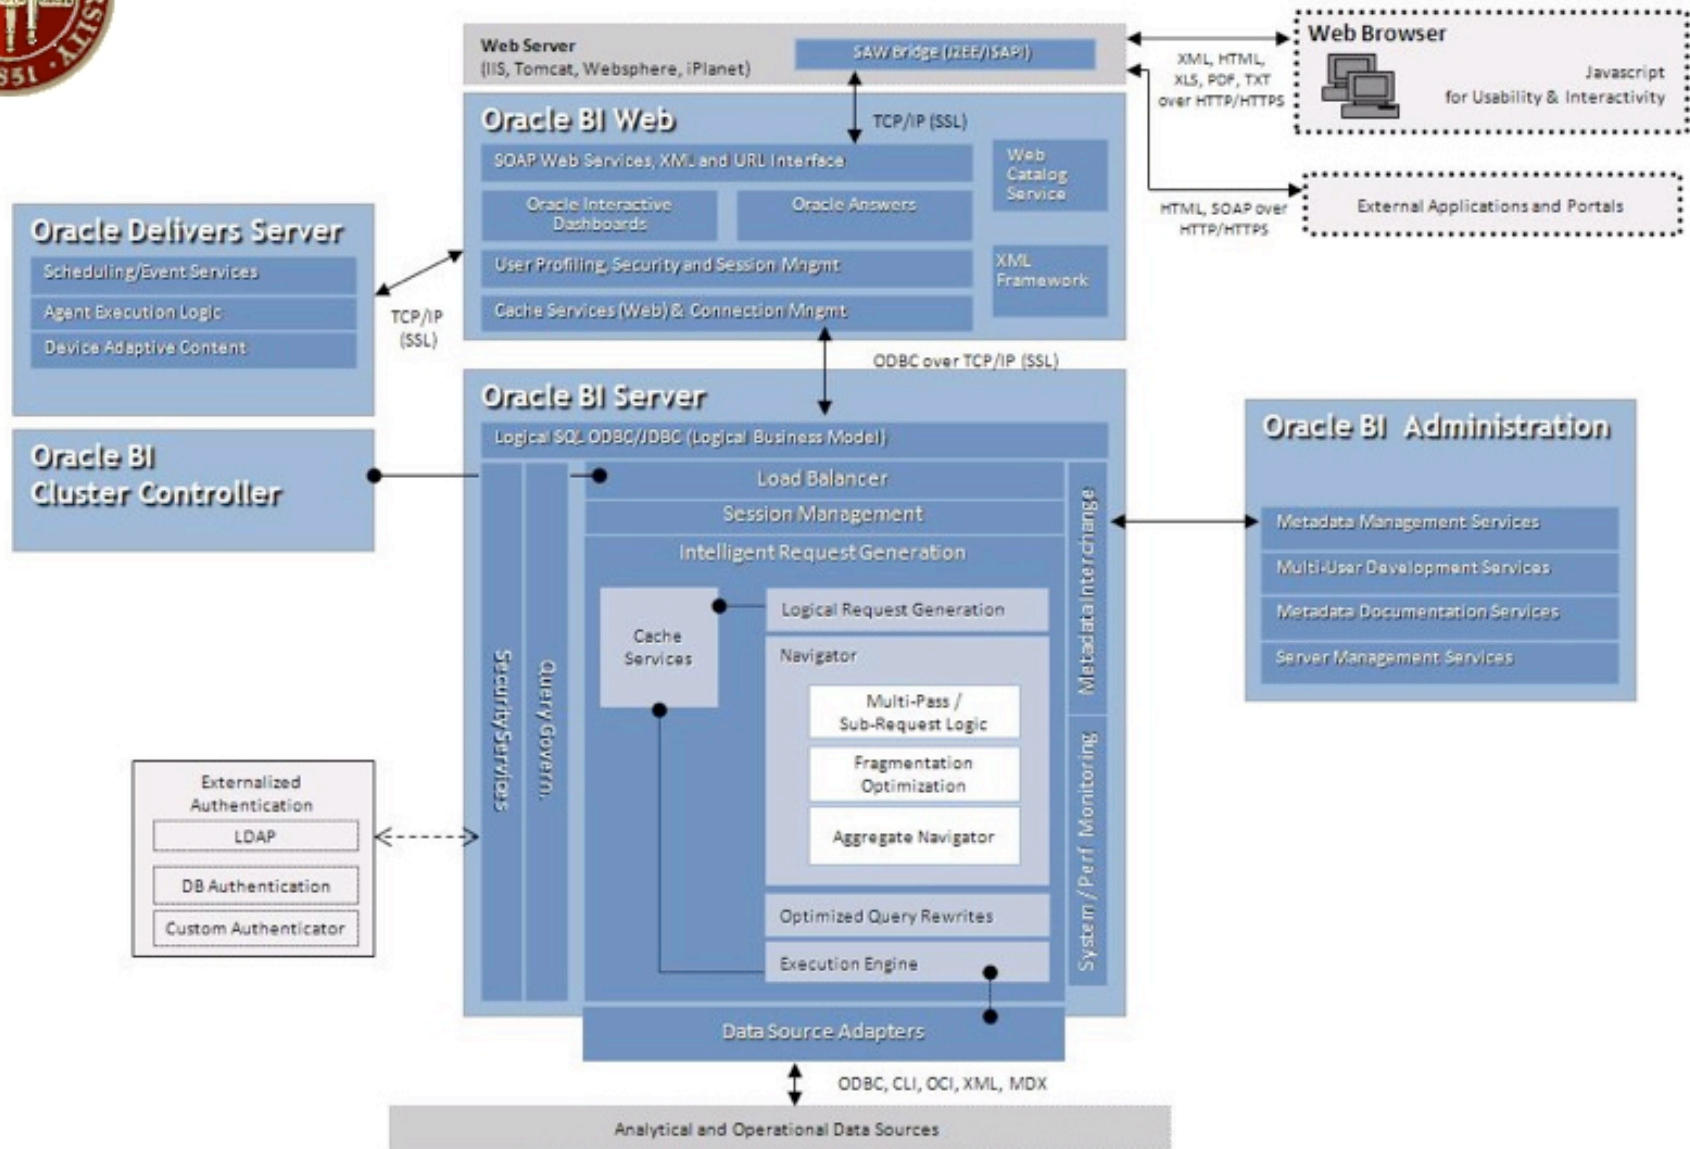 RSITY
1851
Web Server
(IIS, Tomcat, Websphere, iPlanet)
SAW Bridge (J2EE/ISAPI)
XML, HTML,
XLS, PDF, TXT
over HTTP/HTTPS
Web Browser
Javascript
for Usability & Interactivity
TCP/IP (SSL)
Oracle BI Web
SOAP Web Services, XML and URL Interface
Oracle Interactive
Dashboards
Oracle Answers
User Profiling, Security and Session Mngmt
Cache Services (Web) & Connection Mngmt
Web
Catalog
Service
XML
Framework
HTML, SOAP over
HTTP/HTTPS
External Applications and Portals
Oracle Delivers Server
Scheduling/Event Services
Agent Execution Logic
Device Adaptive Content
TCP/IP
(SSL)
ODBC over TCP/IP (SSL)
Oracle BI
Cluster Controller
Oracle BI Server
Logical SQL ODBC/JDBC (Logical Business Model)
Load Balancer
Session Management
Intelligent Request Generation
Security Services
Query Govern.
Cache
Services
Logical Request Generation
Navigator
Multi-Pass /
Sub-Request Logic
Fragmentation
Optimization
Aggregate Navigator
Optimized Query Rewrites
Execution Engine
Metadata Interchange
System / Perf Monitoring
Oracle BI Administration
Metadata Management Services
Multi-User Development Services
Metadata Documentation Services
Server Management Services
Externalized
Authentication
LDAP
DB Authentication
Custom Authenticator
Data Source Adapters
ODBC, CLI, OCI, XML, MDX
Analytical and Operational Data Sources